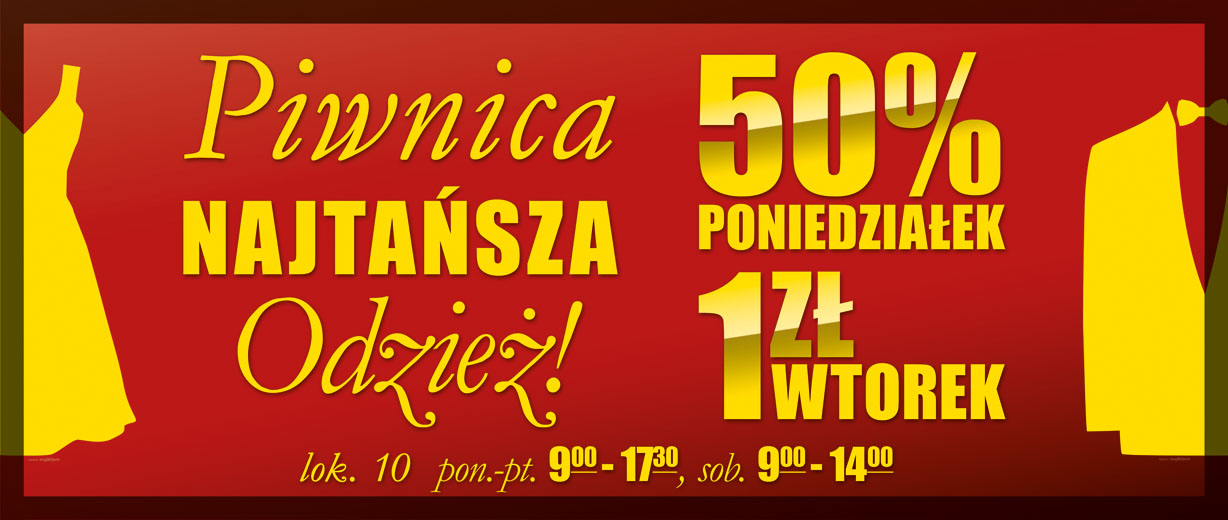 Piwnica
NAJTAŃSZA
Odzież!
50%
PONIEDZIAŁEK
1 ZŁ
WTOREK
lok. 10 pon.-pt. 900 - 1730, sob. 900 - 1400